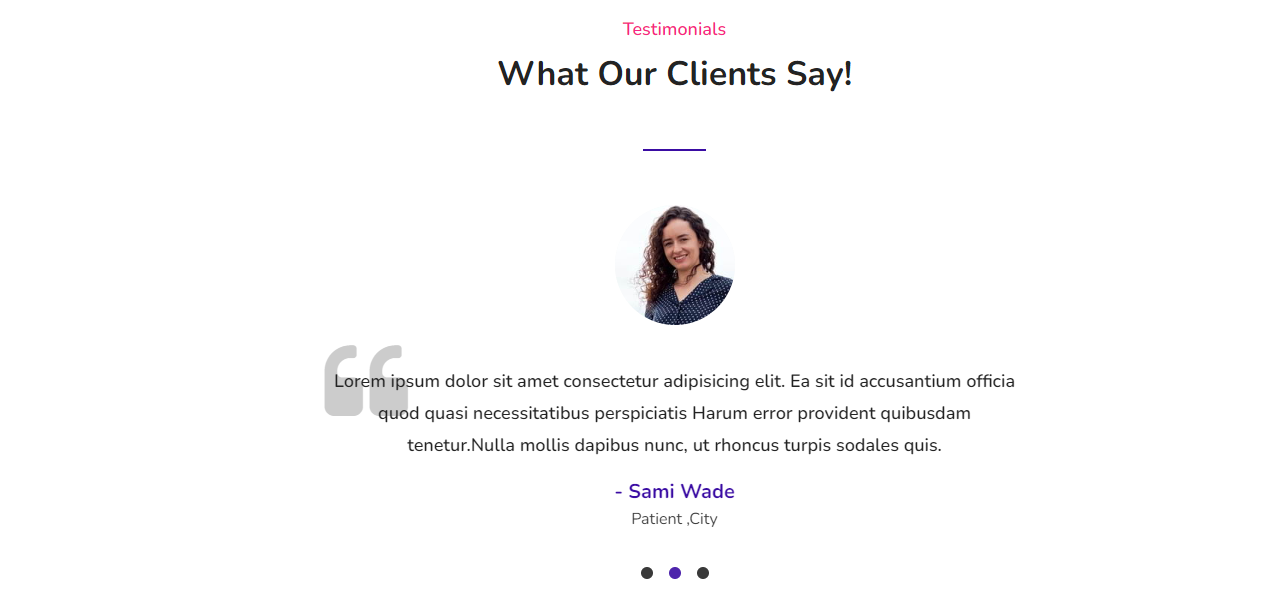 Testimonials
What Our Clients Say!
Lorem ipsum dolor sit amet consectetur adipisicing elit. Ea sit id accusantium officia
quod quasi necessitatibus perspiciatis Harum error provident quibusdam
tenetur.Nulla mollis dapibus nunc, ut rhoncus turpis sodales quis.
- Sami Wade
Patient ,City